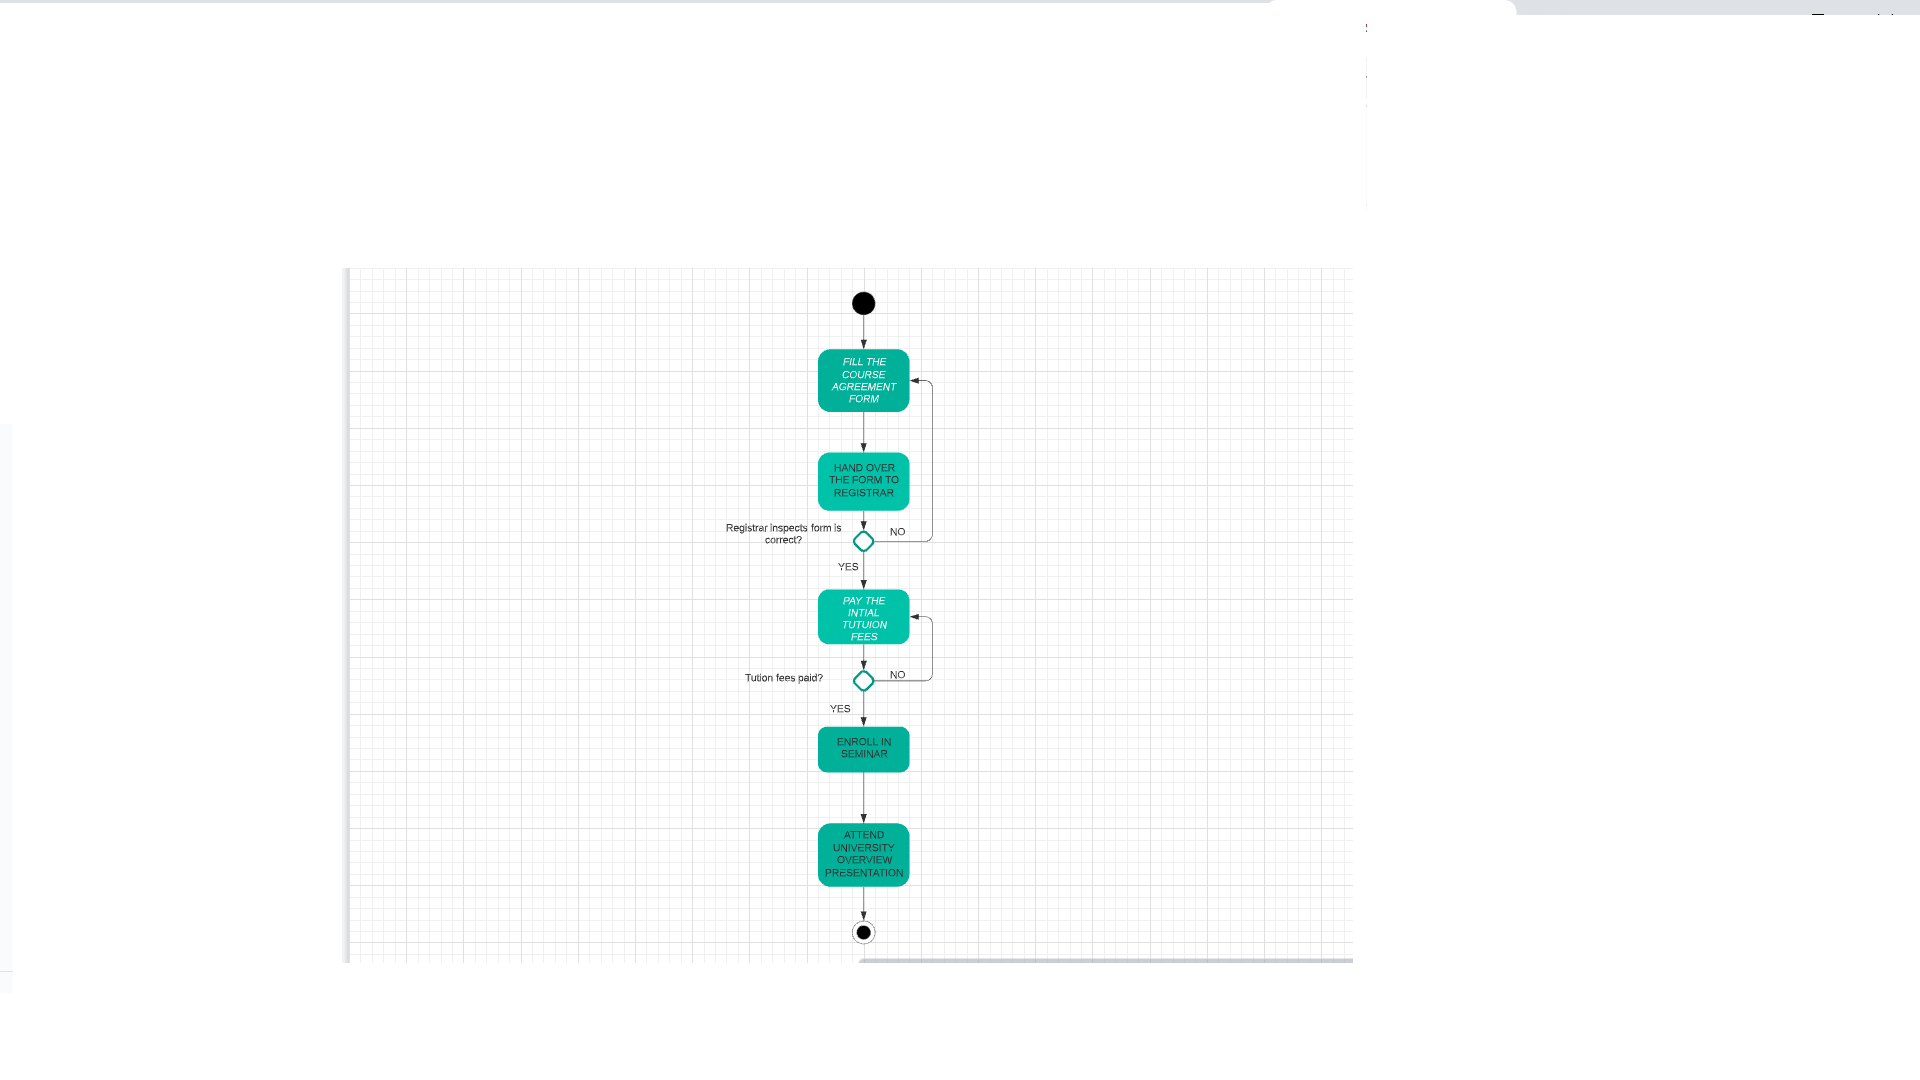 FILL THE
COURSE
AGREEMENT
FORM
HAND OVER
THE FORM TO
REGISTRAR
Registrar inspects form is
correct?
NO
YES
PAY THE
INTIAL
TUTUION
FEES
Tution fees paid?
NO
YES
ENROLL IN
SEMINAR
ATTEND
UNIVERSITY
OVERVIEW
PRESENTATION